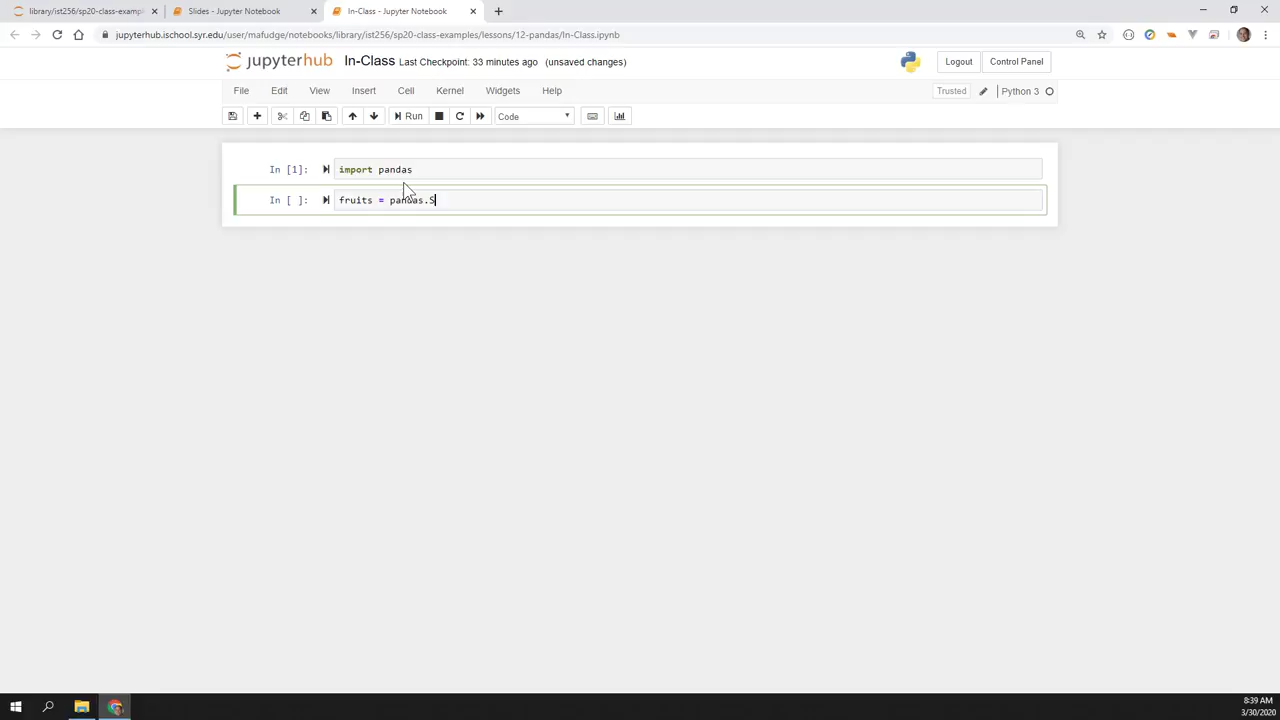 library/ist256/sp20-class-exampl
Slides - Jupyter Notebook
In-Class - Jupyter Notebook
jupyterhub.ischool.syr.edu/user/mafudge/notebooks/library/ist256/sp20-class-examples/lessons/12-pandas/In-Class.ipynb
jupyterhub In-Class Last Checkpoint: 33 minutes ago (unsaved changes) Logout Control Panel
File Edit View Insert Cell Kernel Widgets Help Trusted Python 3
Run Code
In [1]: import pandas
In [ ]: fruits = pandas.S
8:39 AM
3/30/2020